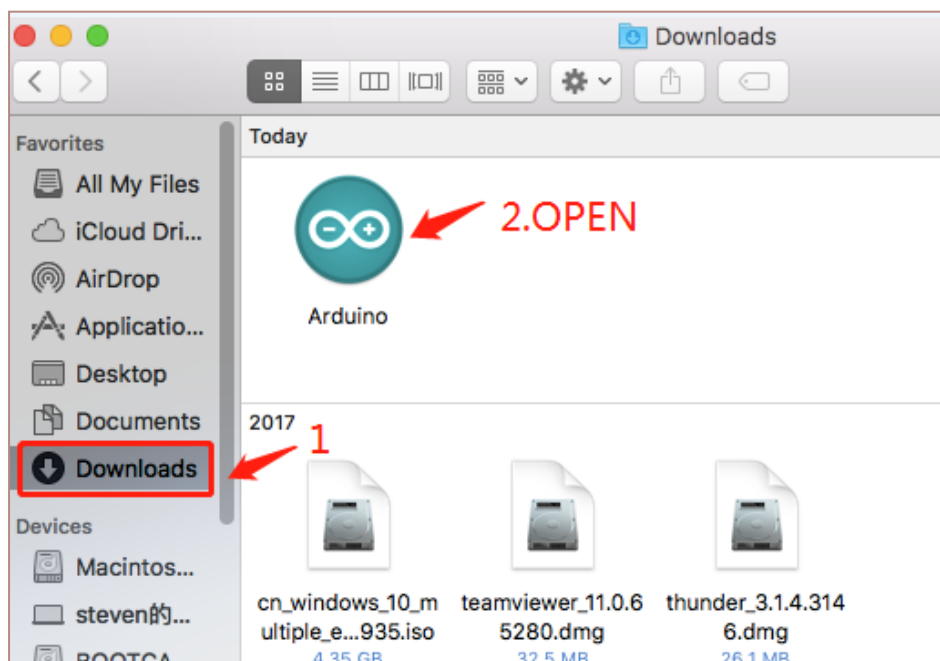 Downloads
Favorites
Today
All My Files
iCloud Dri...
AirDrop
Applicatio...
Desktop
Documents
Downloads
Devices
Macintos...
steven的...
BOOTCA
2.OPEN
Arduino
2017
1
cn_windows_10_m
ultiple_e...935.iso
4.35 GB
teamviewer_11.0.6
5280.dmg
32.5 MB
thunder_3.1.4.314
6.dmg
26.1 MB